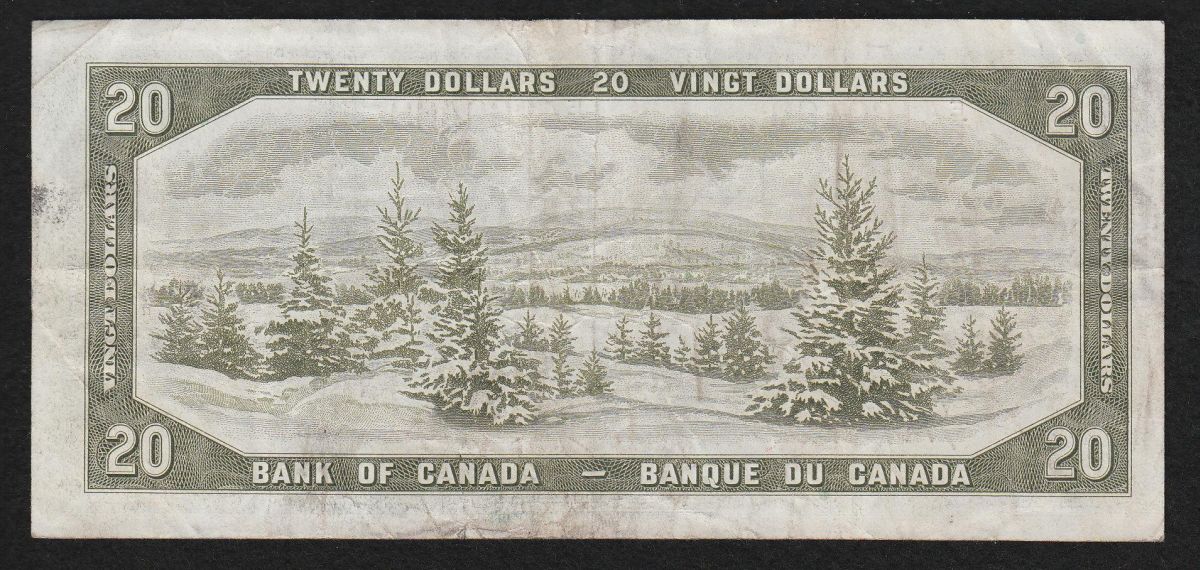 TWENTY DOLLARS 20 VINGT DOLLARS
20
20
VINGT DOLLARS
TWENTY DOLLARS
20
20
BANK OF CANADA — BANQUE DU CANADA